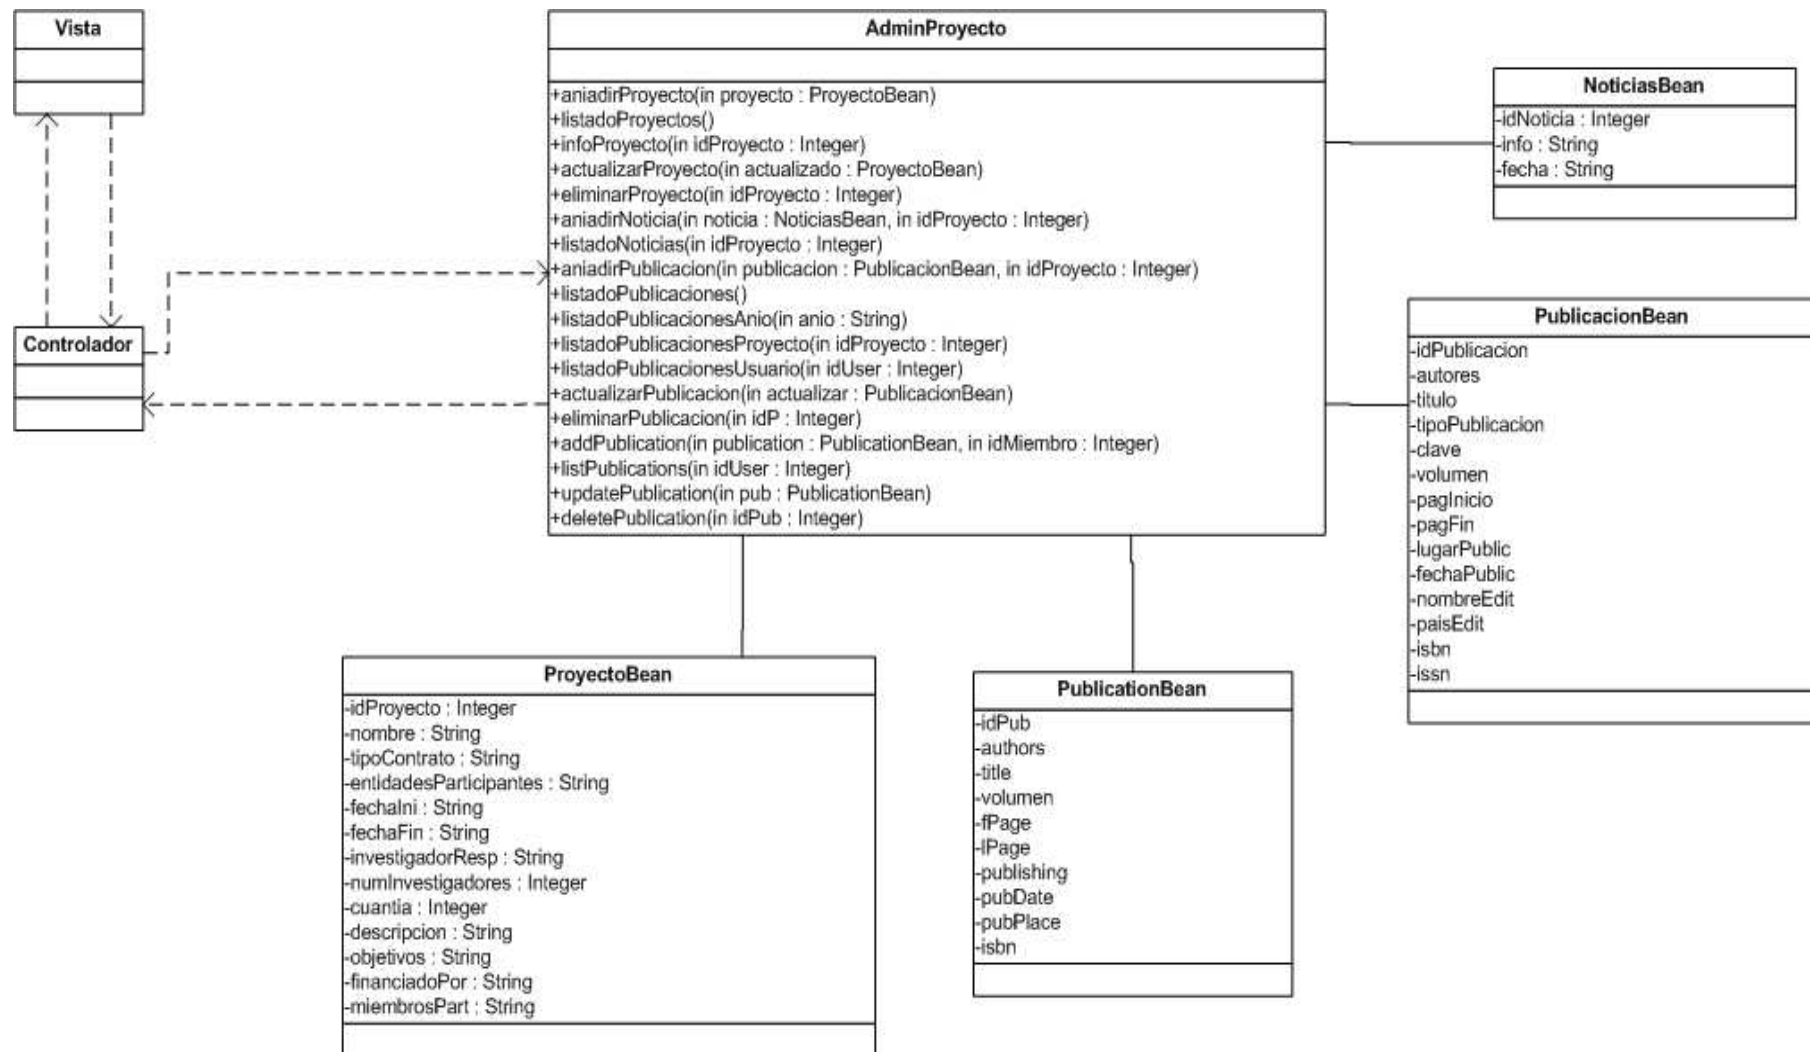 Vista
Controlador
AdminProyecto
+aniadirProyecto(in proyecto : ProyectoBean)
+listadoProyectos()
+infoProyecto(in idProyecto : Integer)
+actualizarProyecto(in actualizado : ProyectoBean)
+eliminarProyecto(in idProyecto : Integer)
+aniadirNoticia(in noticia : NoticiasBean, in idProyecto : Integer)
+listadoNoticias(in idProyecto : Integer)
+aniadirPublicacion(in publicacion : PublicacionBean, in idProyecto : Integer)
+listadoPublicaciones()
+listadoPublicacionesAnio(in anio : String)
+listadoPublicacionesProyecto(in idProyecto : Integer)
+listadoPublicacionesUsuario(in idUser : Integer)
+actualizarPublicacion(in actualizar : PublicacionBean)
+eliminarPublicacion(in idP : Integer)
+addPublication(in publication : PublicationBean, in idMiembro : Integer)
+listPublications(in idUser : Integer)
+updatePublication(in pub : PublicationBean)
+deletePublication(in idPub : Integer)
NoticiasBean
-idNoticia : Integer
-info : String
-fecha : String
PublicacionBean
-idPublicacion
-autores
-titulo
-tipoPublicacion
-clave
-volumen
-pagInicio
-pagFin
-lugarPublic
-fechaPublic
-nombreEdit
-paisEdit
-isbn
-issn
ProyectoBean
-idProyecto : Integer
-nombre : String
-tipoContrato : String
-entidadesParticipantes : String
-fechaIni : String
-fechaFin : String
-investigadorResp : String
-numInvestigadores : Integer
-cuantia : Integer
-descripcion : String
-objetivos : String
-financiadoPor : String
-miembrosPart : String
PublicationBean
-idPub
-authors
-title
-volumen
-fPage
-lPage
-publishing
-pubDate
-pubPlace
-isbn